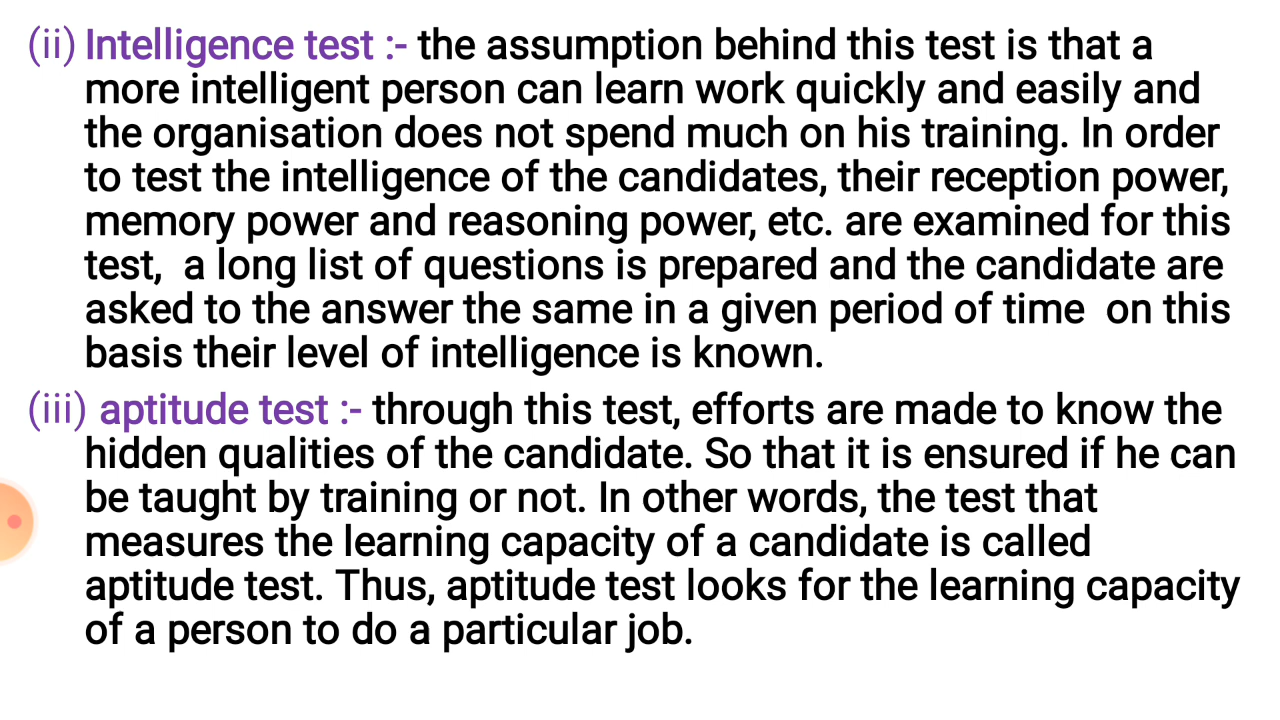 (ii) Intelligence test :- the assumption behind this test is that a
more intelligent person can learn work quickly and easily and
the organisation does not spend much on his training. In order
to test the intelligence of the candidates, their reception power,
memory power and reasoning power, etc. are examined for this
test,  a long list of questions is prepared and the candidate are
asked to the answer the same in a given period of time  on this
basis their level of intelligence is known.
(iii) aptitude test :- through this test, efforts are made to know the
hidden qualities of the candidate. So that it is ensured if he can
be taught by training or not. In other words, the test that
measures the learning capacity of a candidate is called
aptitude test. Thus, aptitude test looks for the learning capacity
of a person to do a particular job.